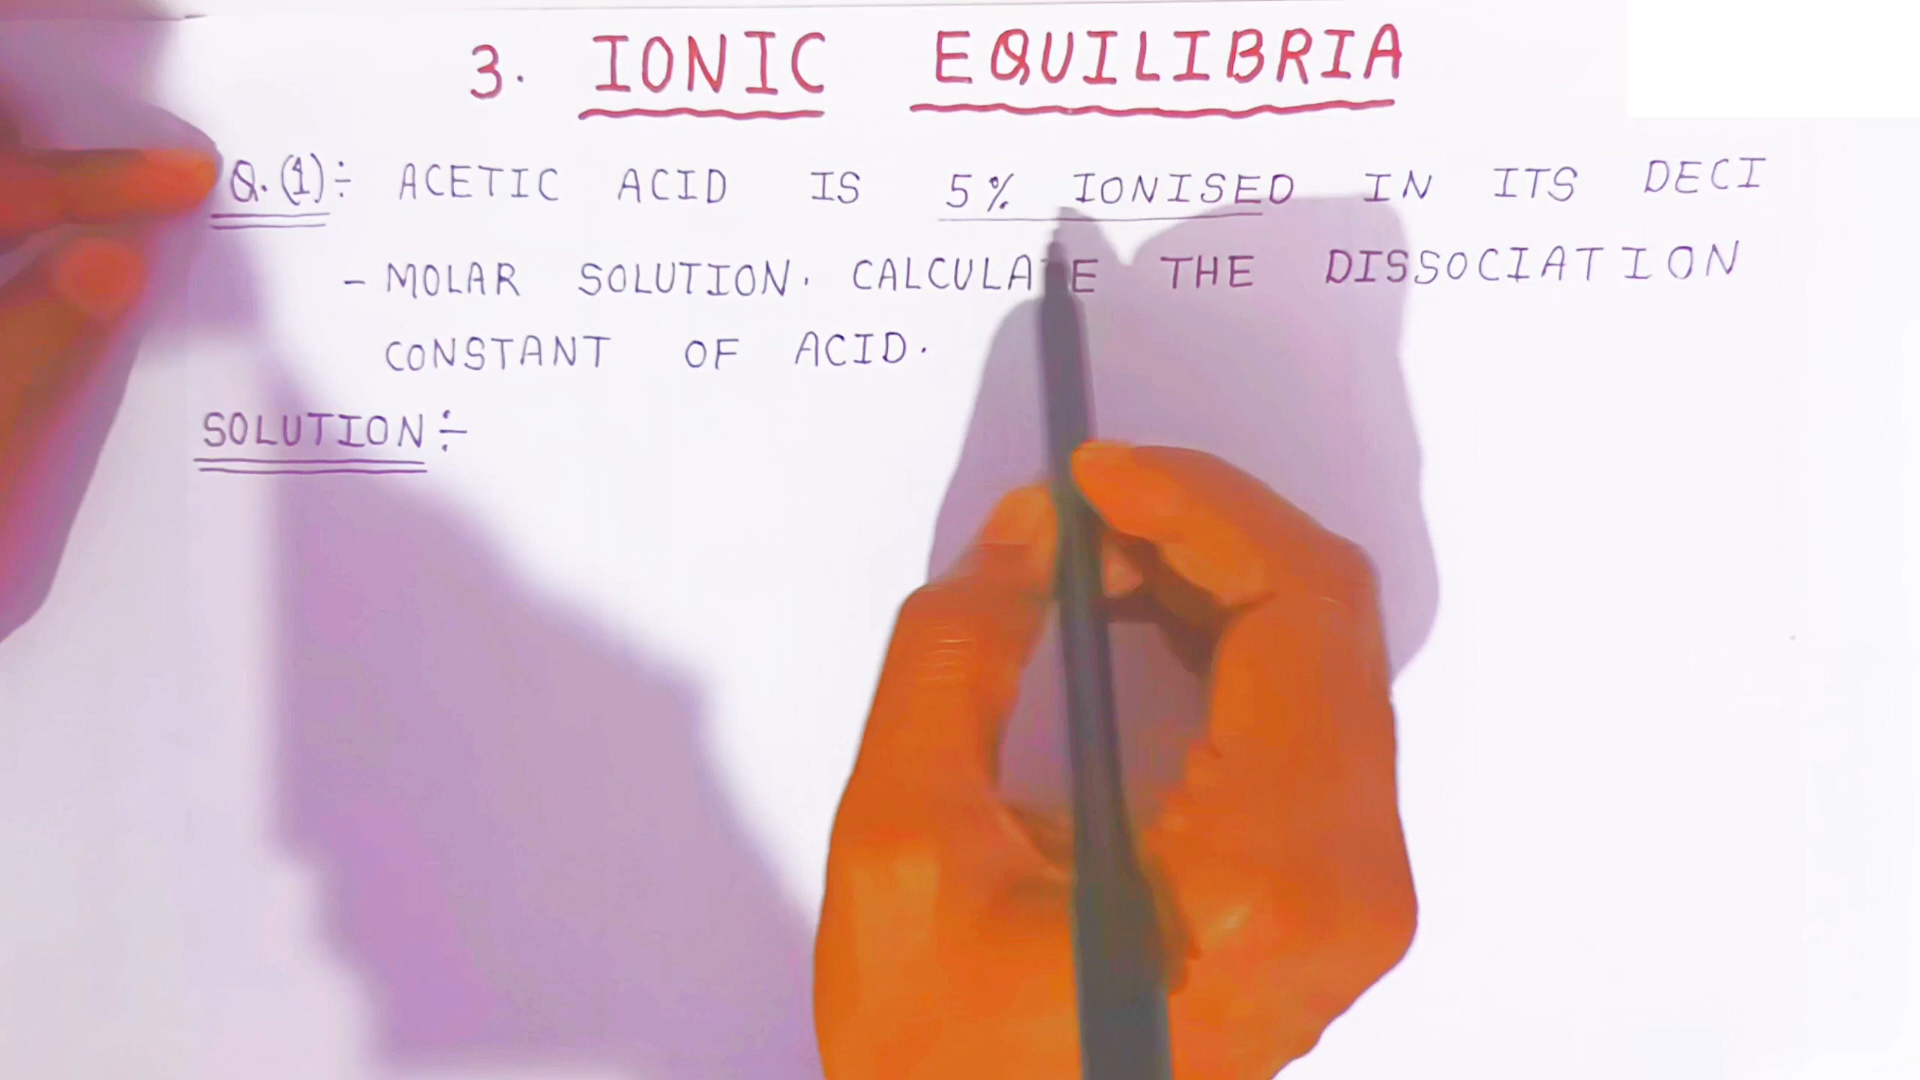 3. IONIC EQUILIBRIA
Q.(1):- ACETIC ACID IS 5% IONISED IN ITS DECI
- MOLAR SOLUTION. CALCULATE THE DISSOCIATION
CONSTANT OF ACID.
SOLUTION:-